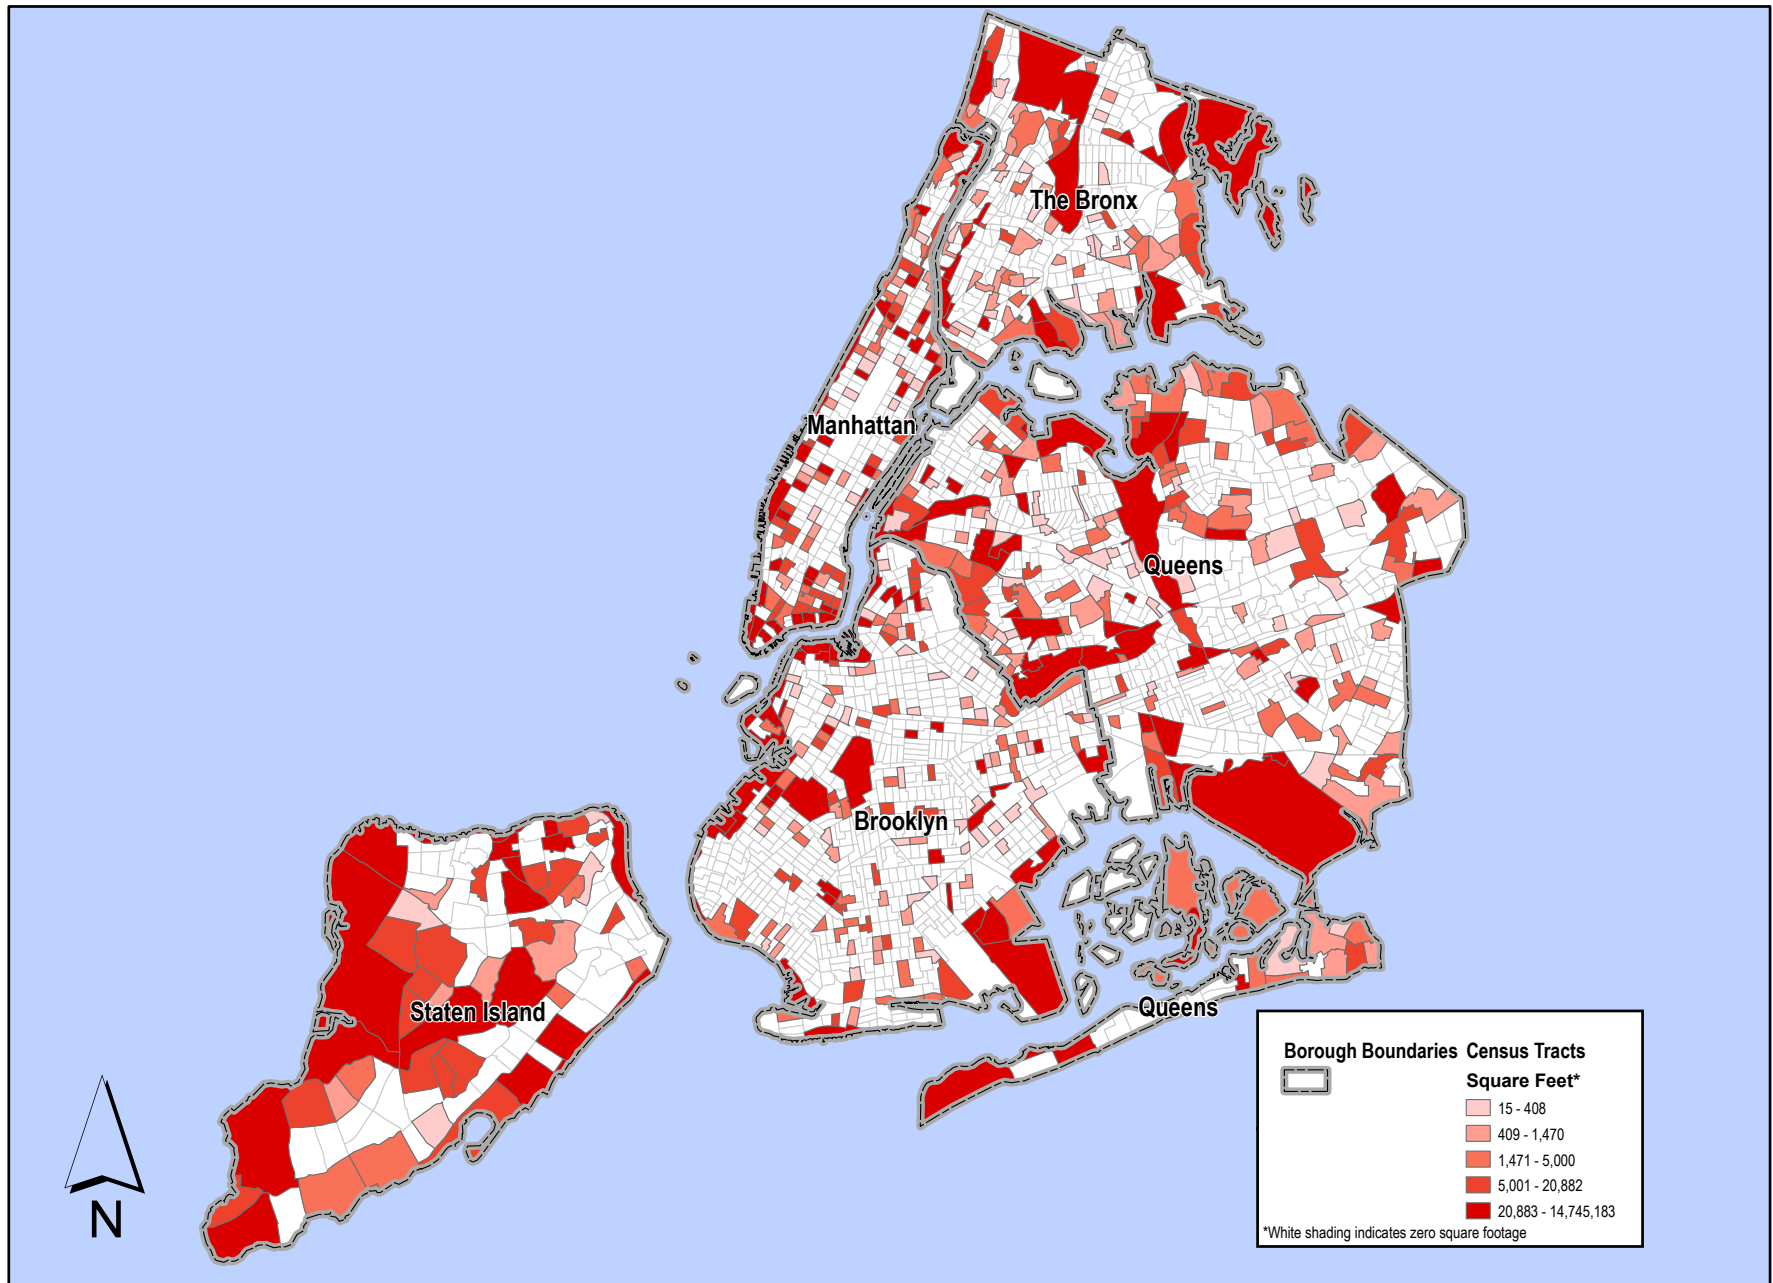 The Bronx
Manhattan
Queens
Brooklyn
Staten Island
Queens
N
Borough Boundaries
Census Tracts
Square Feet*
15 - 408
409 - 1,470
1,471 - 5,000
5,001 - 20,882
20,883 - 14,745,183
*White shading indicates zero square footage